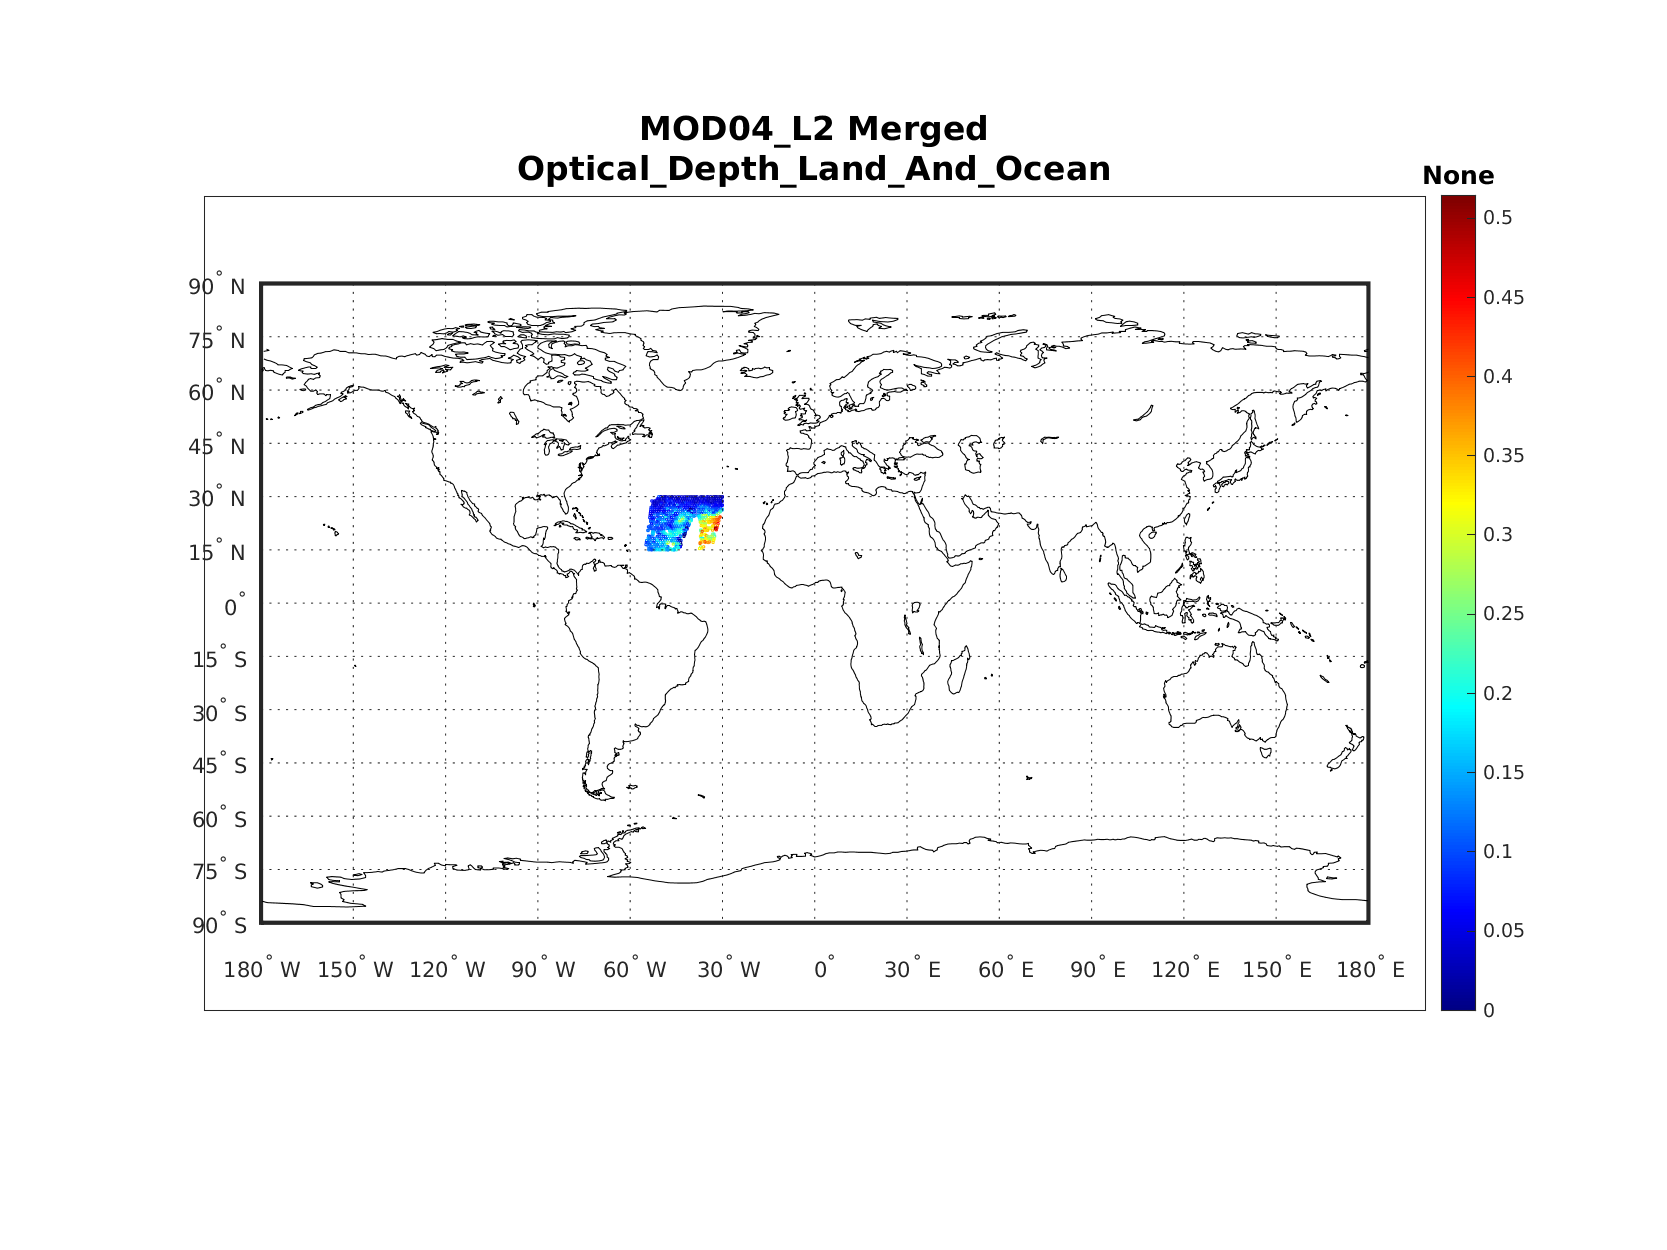 MOD04_L2 Merged
Optical_Depth_Land_And_Ocean
None
90° N
75° N
60° N
45° N
30° N
15° N
0°
15° S
30° S
45° S
60° S
75° S
90° S
180° W 150° W 120° W 90° W 60° W 30° W 0° 30° E 60° E 90° E 120° E 150° E 180° E
0.5
0.45
0.4
0.35
0.3
0.25
0.2
0.15
0.1
0.05
0